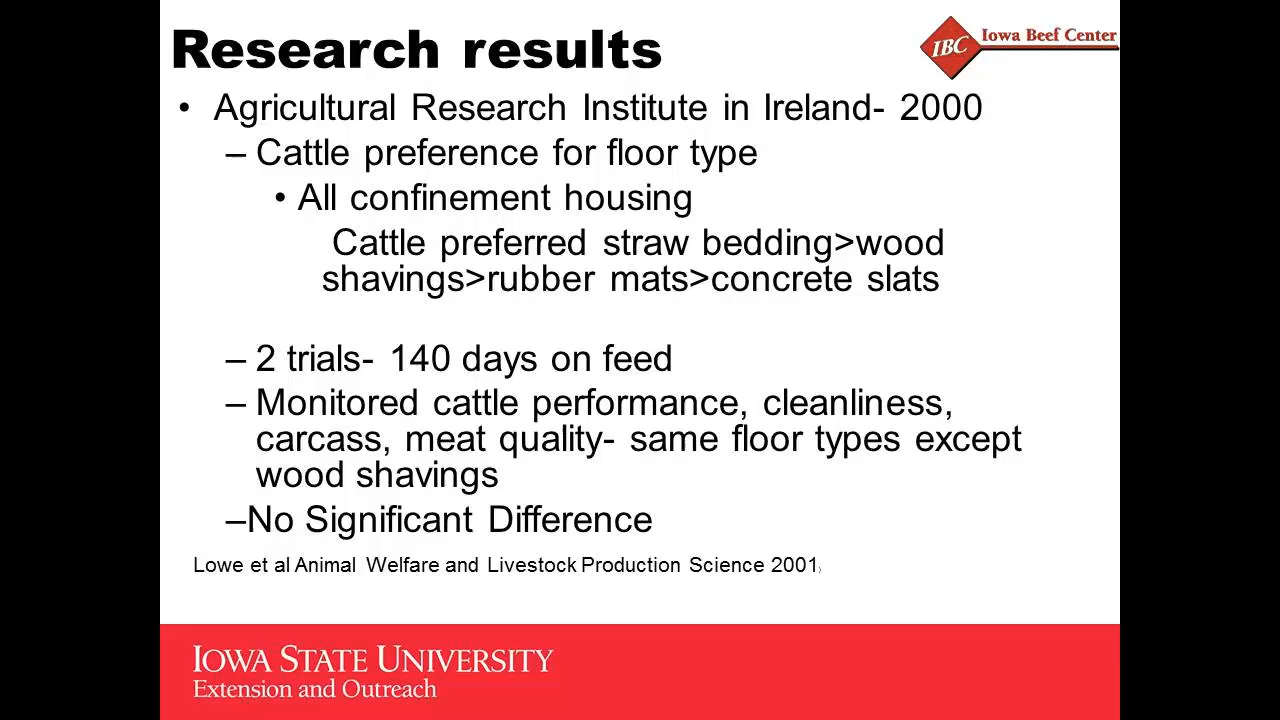 Research results
IBC
Iowa Beef Center
• Agricultural Research Institute in Ireland- 2000
– Cattle preference for floor type
• All confinement housing
Cattle preferred straw bedding>wood
shavings>rubber mats>concrete slats
– 2 trials- 140 days on feed
– Monitored cattle performance, cleanliness,
carcass, meat quality- same floor types except
wood shavings
–No Significant Difference
Lowe et al Animal Welfare and Livestock Production Science 2001)
IOWA STATE UNIVERSITY
Extension and Outreach